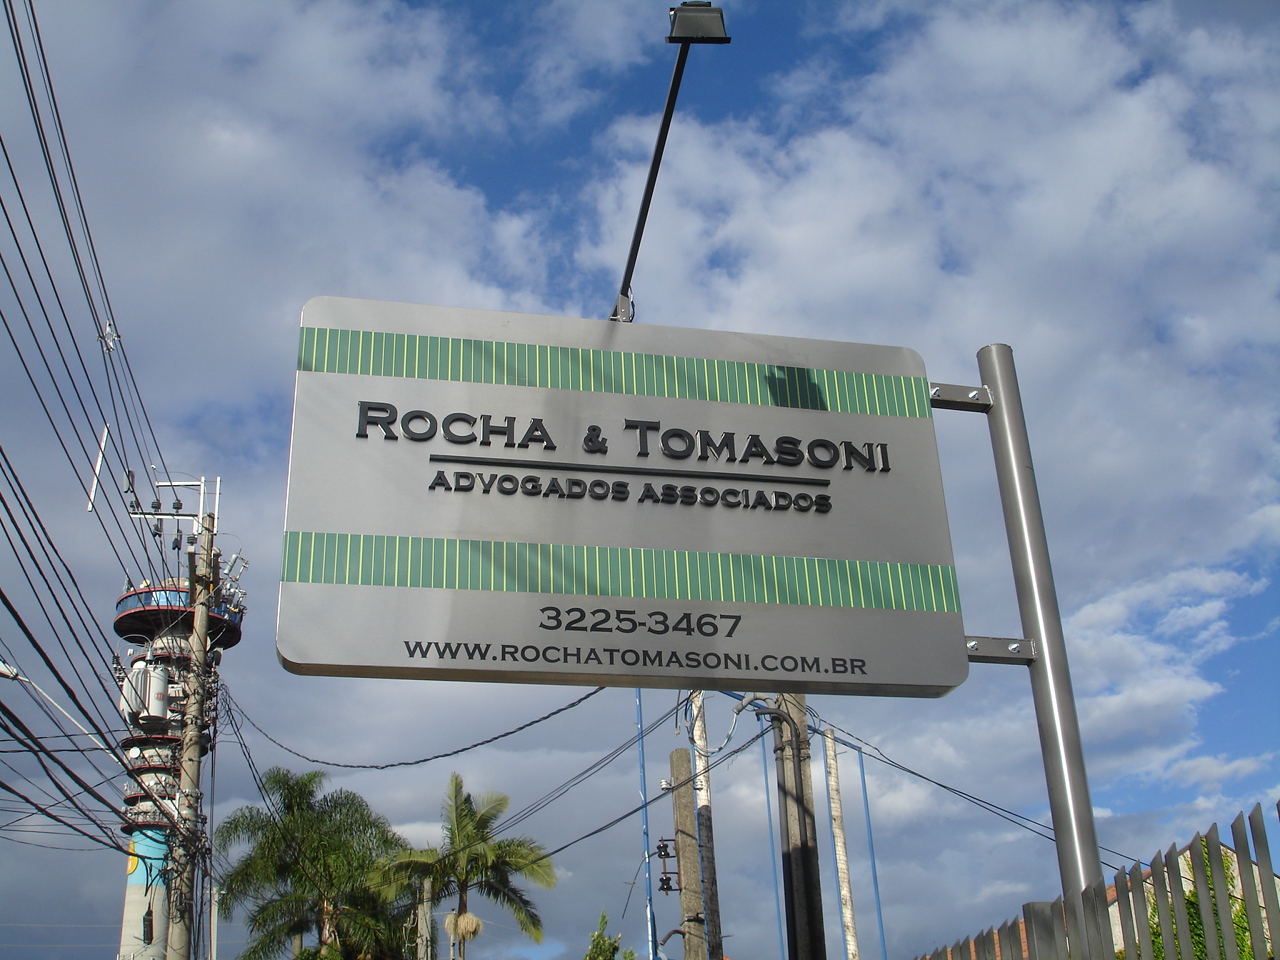 ROCHA & TOMASONI
ADVOGADOS ASSOCIADOS
3225-3467
WWW.ROCHATOMASONI.COM.BR